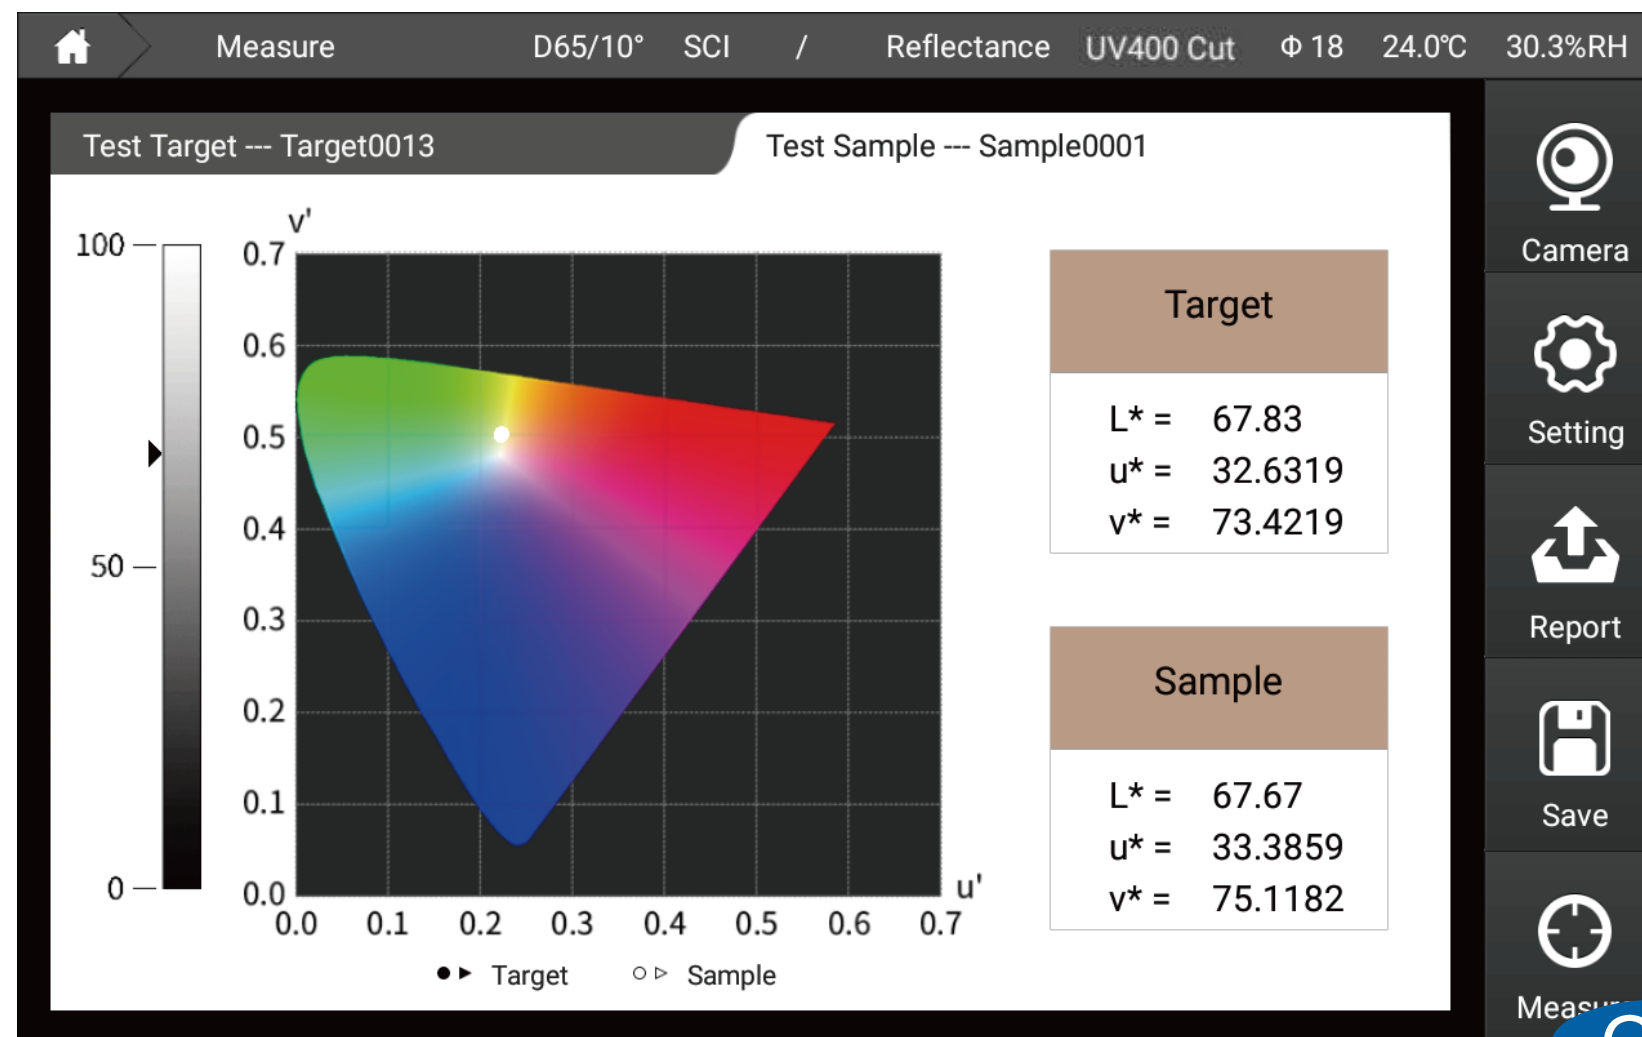 Measure D65/10° SCI / Reflectance UV400 Cut Φ 18 24.0°C 30.3%RH
Test Target --- Target0013
Test Sample --- Sample0001
v'
100
50
0
0.7
0.6
0.5
0.4
0.3
0.2
0.1
0.0
0.0 0.1 0.2 0.3 0.4 0.5 0.6 0.7
u'
Target Sample
Target
L* = 67.83
u* = 32.6319
v* = 73.4219
Sample
L* = 67.67
u* = 33.3859
v* = 75.1182
Camera
Setting
Report
Save
Measure